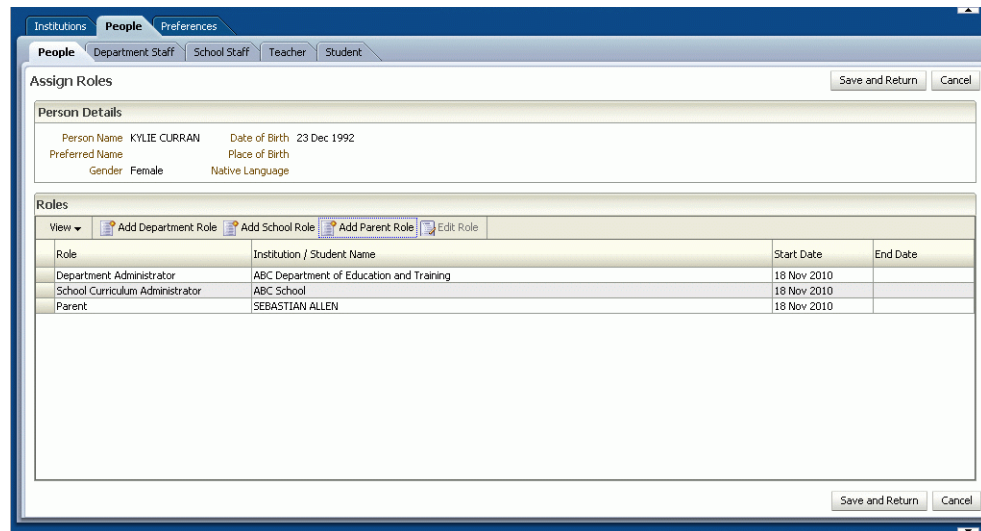 Institutions People Preferences
People Department Staff School Staff Teacher Student
Assign Roles Save and Return Cancel
Person Details
Person Name KYLIE CURRAN Date of Birth 23 Dec 1992
Preferred Name Place of Birth
Gender Female Native Language
Roles
View Add Department Role Add School Role Add Parent Role Edit Role
Role Institution / Student Name Start Date End Date
Department Administrator ABC Department of Education and Training 18 Nov 2010
School Curriculum Administrator ABC School 18 Nov 2010
Parent SEBASTIAN ALLEN 18 Nov 2010
Save and Return Cancel